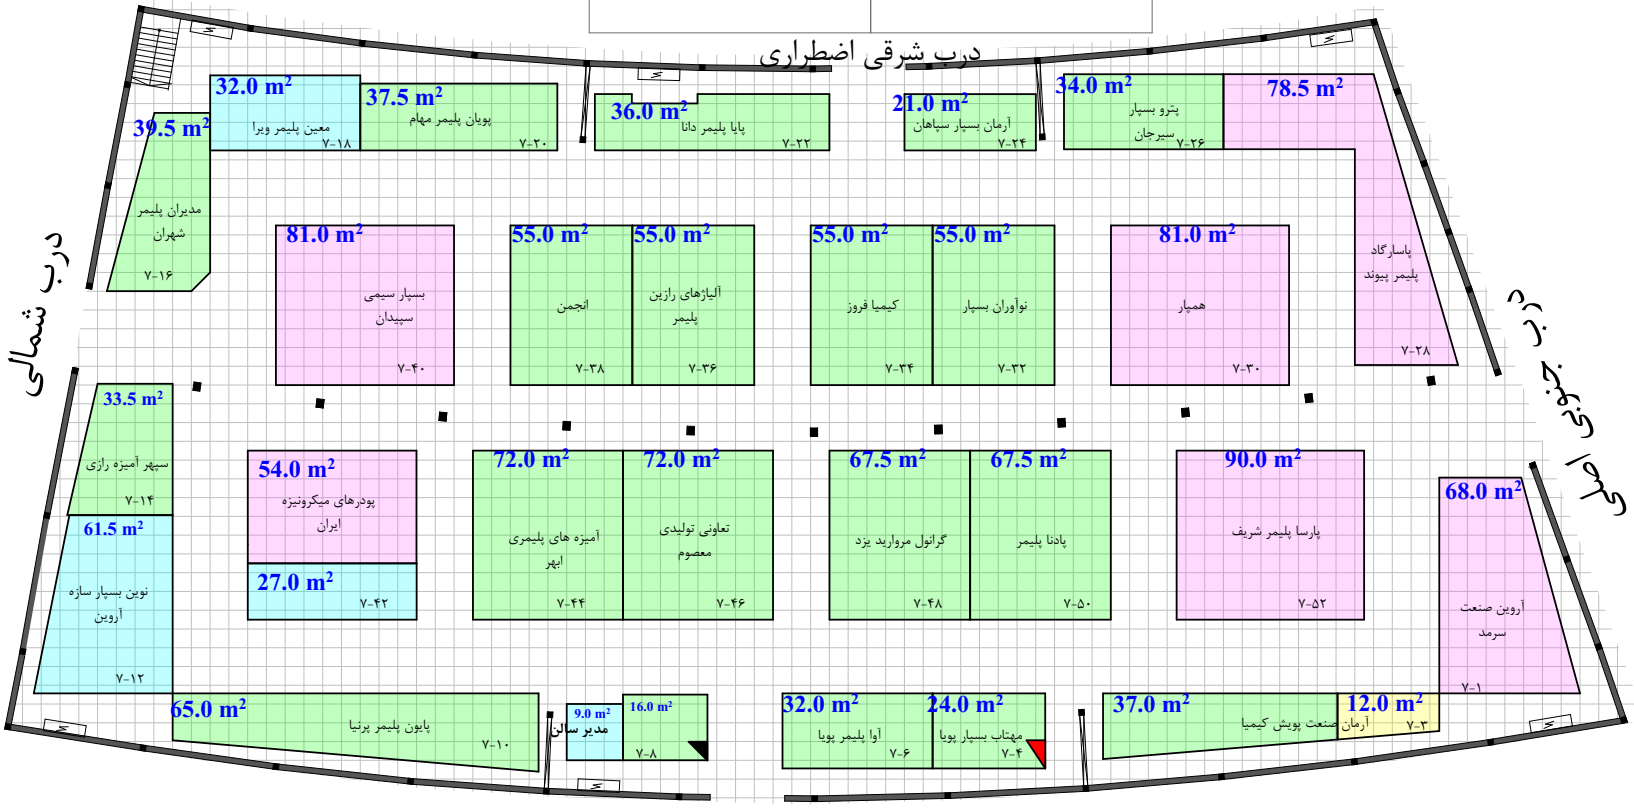 درب شرقی اضطراری
32.0 m²
معین پلیمر ویرا
۷-۱۸
37.5 m²
پویان پلیمر مهام
۷-۲۰
36.0 m²
پایا پلیمر دانا
۷-۲۲
21.0 m²
آرمان بسپار سپاهان
۷-۲۴
34.0 m²
پترو بسپار
سیرجان
۷-۲۶
78.5 m²
پاسارگاد
پلیمر پیوند
۷-۲۸
39.5 m²
مدیران پلیمر
شهران
۷-۱۶
درب شمالی
81.0 m²
بسپار سیمی
سپیدان
۷-۴۰
55.0 m²
انجمن
۷-۳۸
55.0 m²
آلیاژهای رازین
پلیمر
۷-۳۶
55.0 m²
کیمیا فروز
۷-۳۴
55.0 m²
نوآوران بسپار
۷-۳۲
81.0 m²
همپار
۷-۳۰
درب جنوبی اصلی
33.5 m²
سپهر آمیزه رازی
۷-۱۴
61.5 m²
نوین بسپار سازه
آروین
۷-۱۲
54.0 m²
پودرهای میکرونیزه
ایران
27.0 m²
۷-۴۲
72.0 m²
آمیزه های پلیمری
ابهر
۷-۴۴
72.0 m²
تعاونی تولیدی
معصوم
۷-۴۶
67.5 m²
گرانول مروارید یزد
۷-۴۸
67.5 m²
پادنا پلیمر
۷-۵۰
90.0 m²
پارسا پلیمر شریف
۷-۵۲
68.0 m²
آروین صنعت
سرمد
۷-۱
65.0 m²
پایون پلیمر پرنیا
۷-۱۰
9.0 m²
مدیر سالن
16.0 m²
۷-۸
32.0 m²
آوا پلیمر پویا
۷-۶
24.0 m²
مهتاب بسپار پویا
۷-۴
37.0 m²
آرمان صنعت پویش کیمیا
12.0 m²
۷-۳